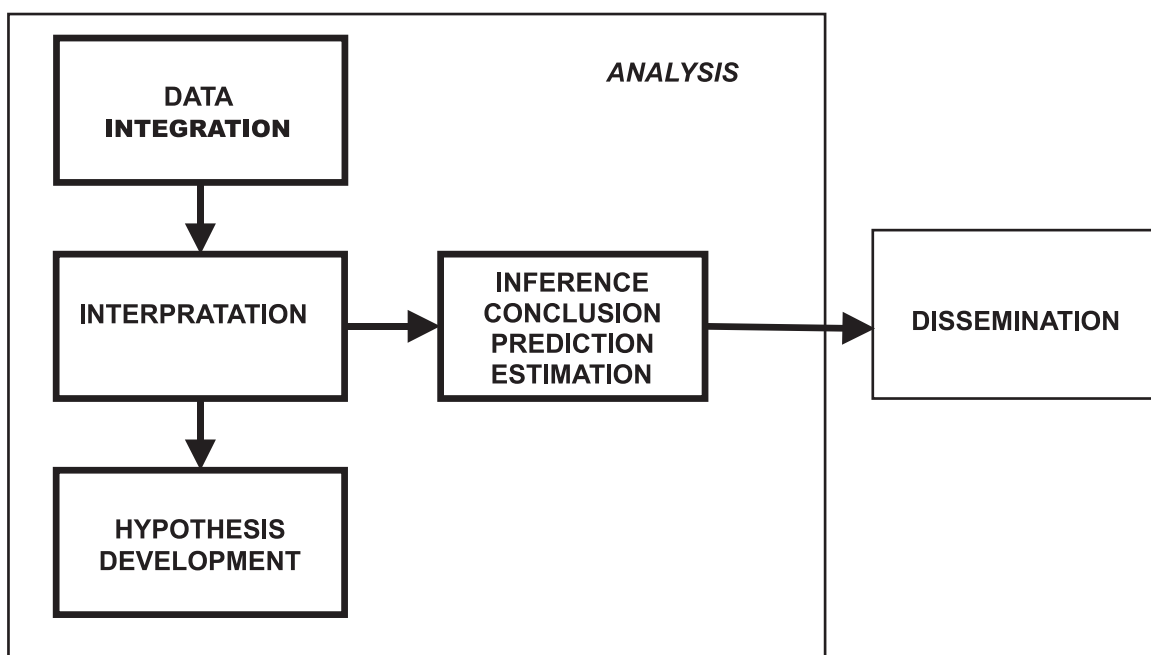 ANALYSIS
DATA
INTEGRATION
INTERPRATATION
INFERENCE
CONCLUSION
PREDICTION
ESTIMATION
DISSEMINATION
HYPOTHESIS
DEVELOPMENT